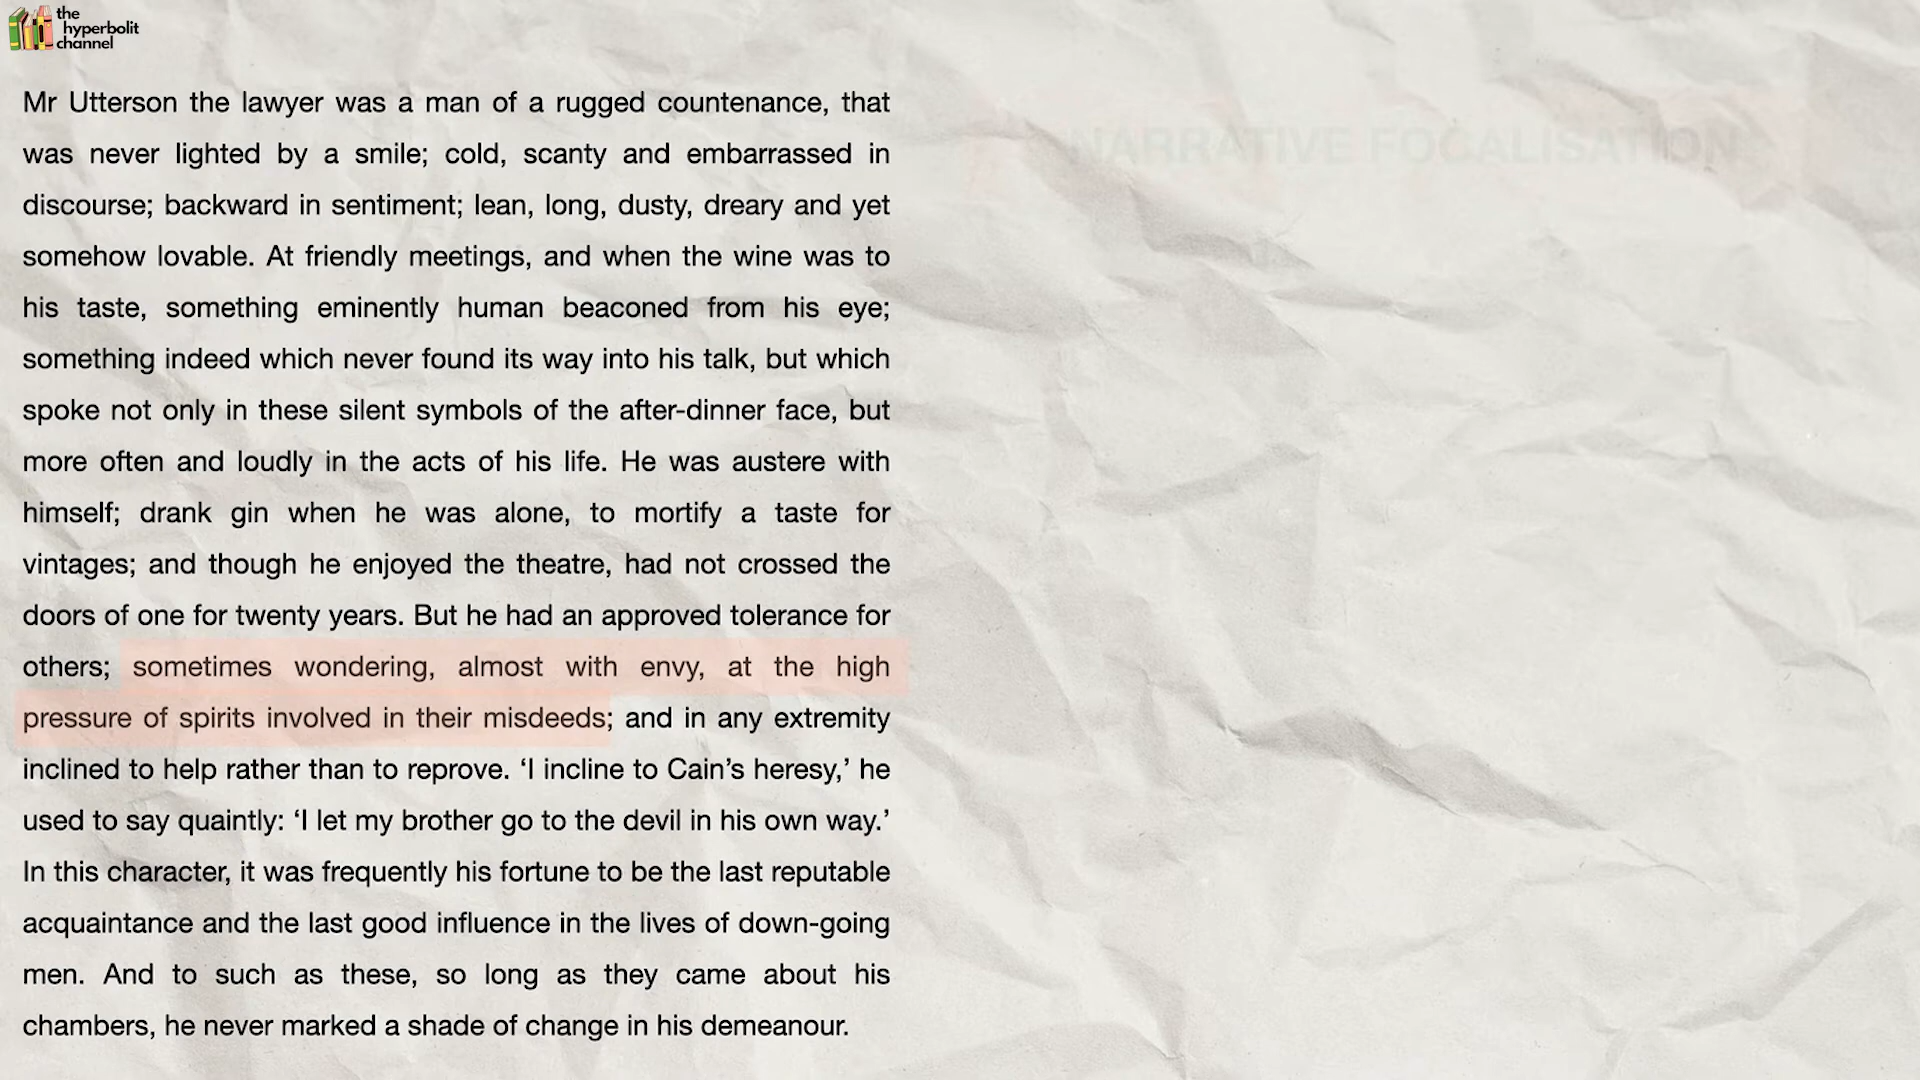 the
hyperbolit
channel
Mr Utterson the lawyer was a man of a rugged countenance, that
was never lighted by a smile; cold, scanty and embarrassed in
discourse; backward in sentiment; lean, long, dusty, dreary and yet
somehow lovable. At friendly meetings, and when the wine was to
his taste, something eminently human beaconed from his eye;
something indeed which never found its way into his talk, but which
spoke not only in these silent symbols of the after-dinner face, but
more often and loudly in the acts of his life. He was austere with
himself; drank gin when he was alone, to mortify a taste for
vintages; and though he enjoyed the theatre, had not crossed the
doors of one for twenty years. But he had an approved tolerance for
others; sometimes wondering, almost with envy, at the high
pressure of spirits involved in their misdeeds; and in any extremity
inclined to help rather than to reprove. ‘I incline to Cain’s heresy,’ he
used to say quaintly: ‘I let my brother go to the devil in his own way.’
In this character, it was frequently his fortune to be the last reputable
acquaintance and the last good influence in the lives of down-going
men. And to such as these, so long as they came about his
chambers, he never marked a shade of change in his demeanour.
NARRATIVE FOCALISATION